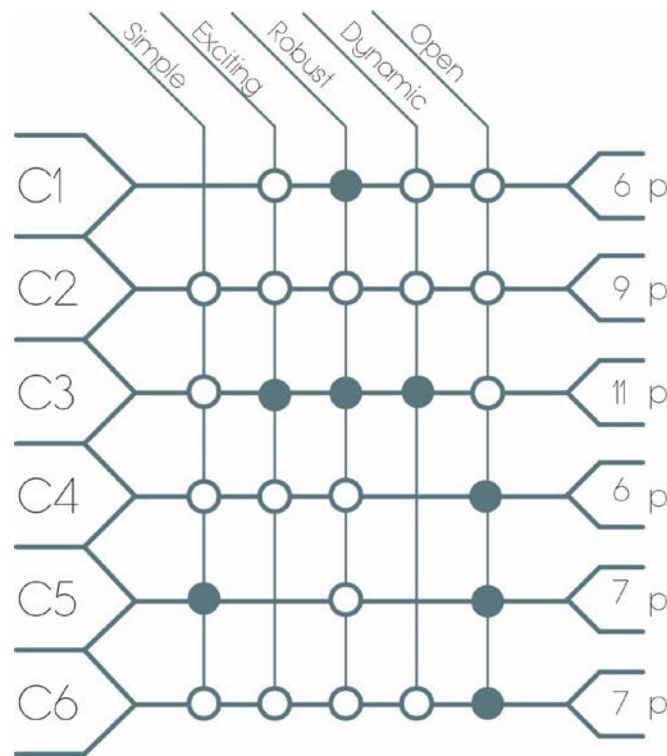 Simple
Exciting
Robust
Dynamic
Open
C1 6 p
C2 9 p
C3 11 p
C4 6 p
C5 7 p
C6 7 p